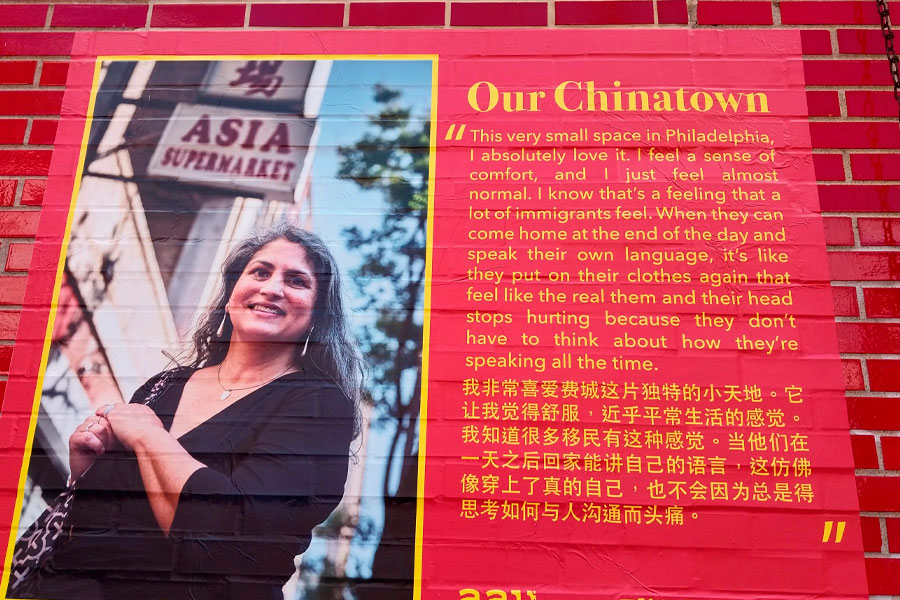 場
ASIA
SUPERMARKET
Our Chinatown
“This very small space in Philadelphia,
I absolutely love it. I feel a sense of
comfort, and I just feel almost
normal. I know that’s a feeling that a
lot of immigrants feel. When they can
come home at the end of the day and
speak their own language, it’s like
they put on their clothes again that
feel like the real them and their head
stops hurting because they don’t
have to think about how they’re
speaking all the time.
我非常喜爱费城这片独特的小天地。它
让我觉得舒服，近乎平常生活的感觉。
我知道很多移民有这种感觉。当他们在
一天之后回家能讲自己的语言，这仿佛
像穿上了真的自己，也不会因为总是得
思考如何与人沟通而头痛。
”